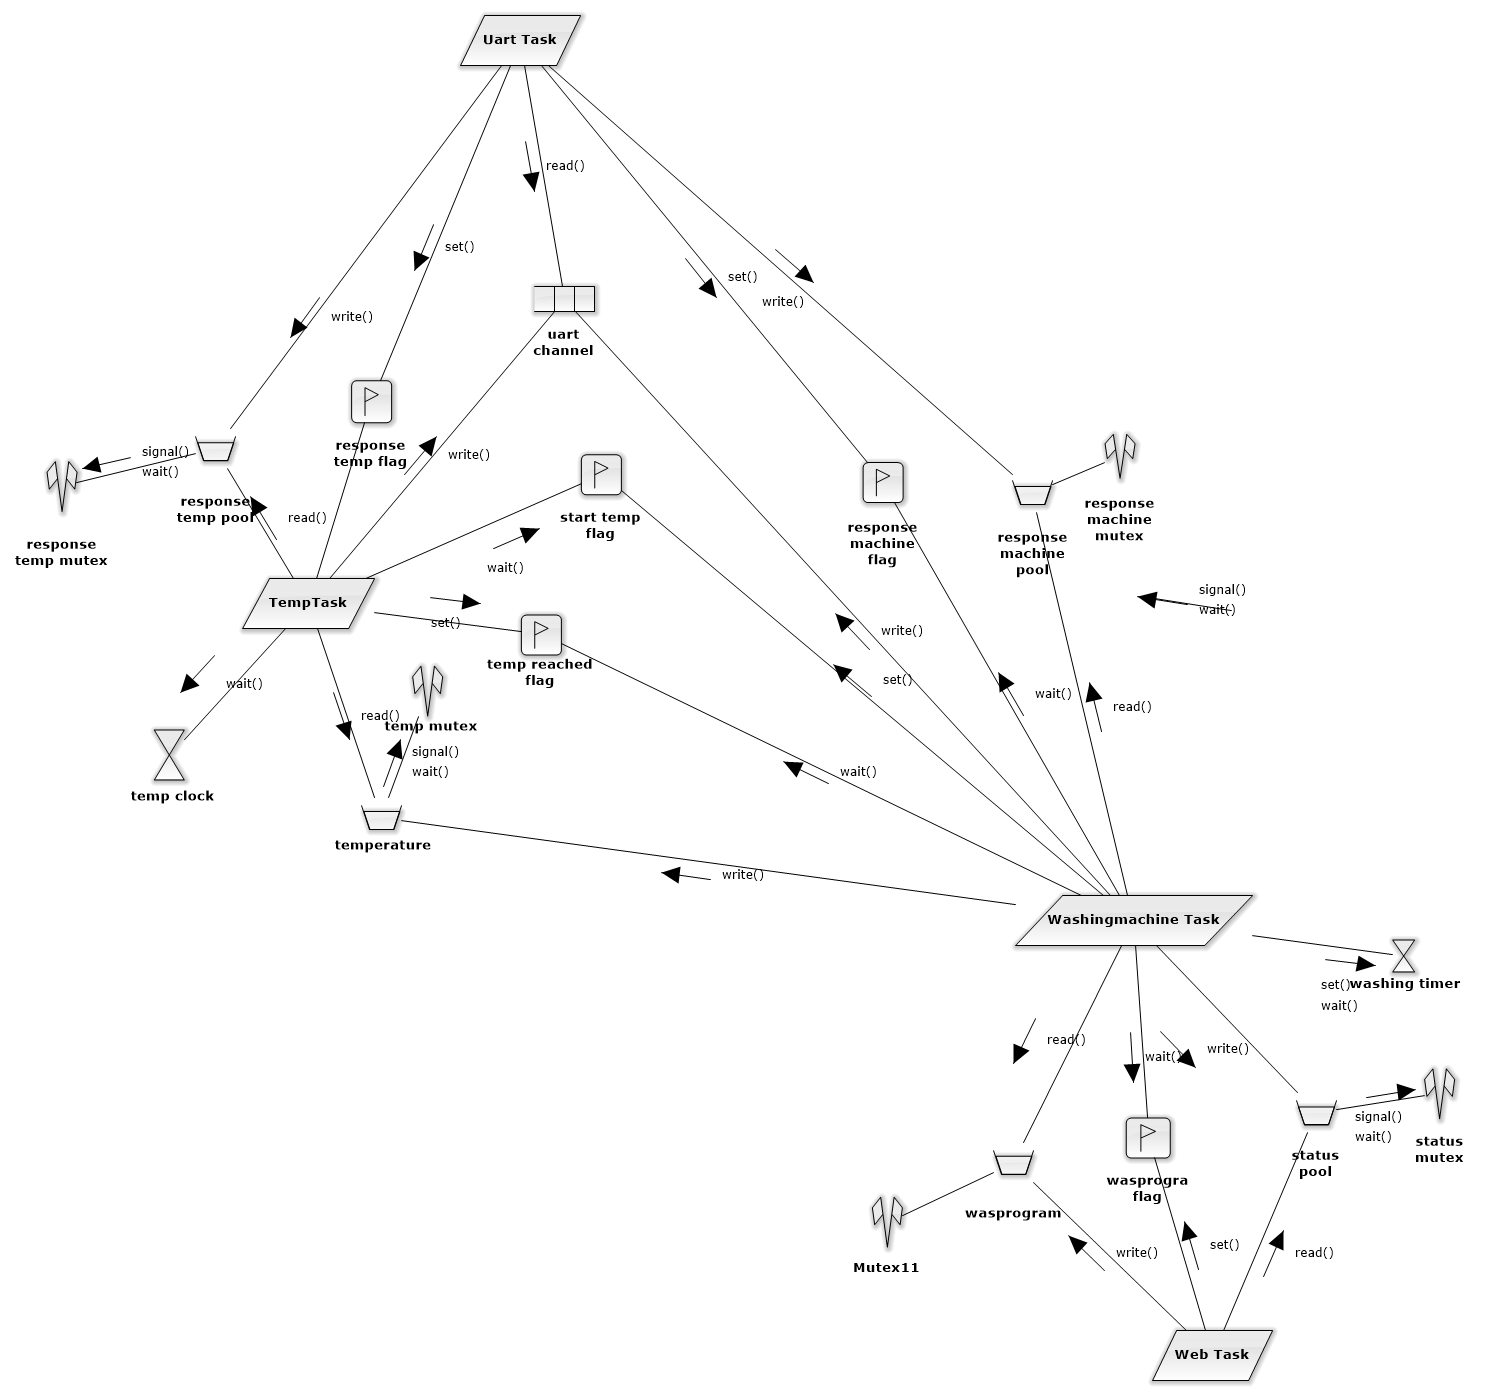 Uart Task
read()
set()
set()
write()
write()
uart
channel
response
temp flag
signal()
wait()
write()
response
temp pool
read()
start temp
flag
response
machine
flag
response
machine
mutex
response
machine
pool
response
temp mutex
wait()
signal()
wait()
TempTask
set()
write()
temp reached
flag
set()
wait()
wait()
read()
read()
temp mutex
signal()
wait()
wait()
temp clock
temperature
write()
Washingmachine Task
set()
washing timer
wait()
read()
wait()
write()
signal()
wait()
status
mutex
status
pool
wasprogra
flag
wasprogram
Mutex11
write()
set()
read()
Web Task